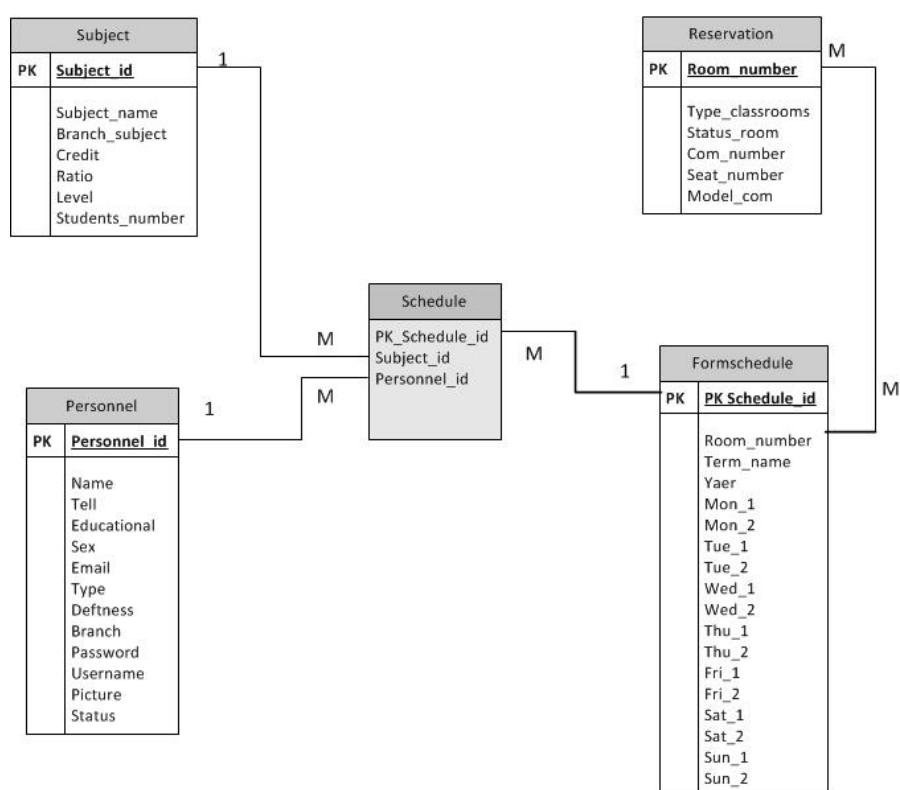 Subject
PK Subject_id
Subject_name
Branch_subject
Credit
Ratio
Level
Students_number
1
Reservation
PK Room_number
Type_classrooms
Status_room
Com_number
Seat_number
Model_com
M
Schedule
PK_Schedule_id
Subject_id
Personnel_id
M
M
M
1
Personnel
PK Personnel_id
Name
Tell
Educational
Sex
Email
Type
Deftness
Branch
Password
Username
Picture
Status
1
Formschedule
PK PK Schedule_id
Room_number
Term_name
Yaer
Mon_1
Mon_2
Tue_1
Tue_2
Wed_1
Wed_2
Thu_1
Thu_2
Fri_1
Fri_2
Sat_1
Sat_2
Sun_1
Sun_2
M